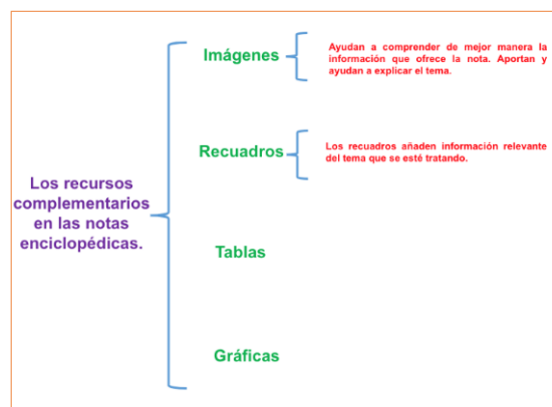 Imágenes
Ayudan a comprender de mejor manera la
información que ofrece la nota. Aportan y
ayudan a explicar el tema.
Recuadros
Los recuadros añaden información relevante
del tema que se esté tratando.
Los recursos
complementarios
en las notas
enciclopédicas.
Tablas
Gráficas